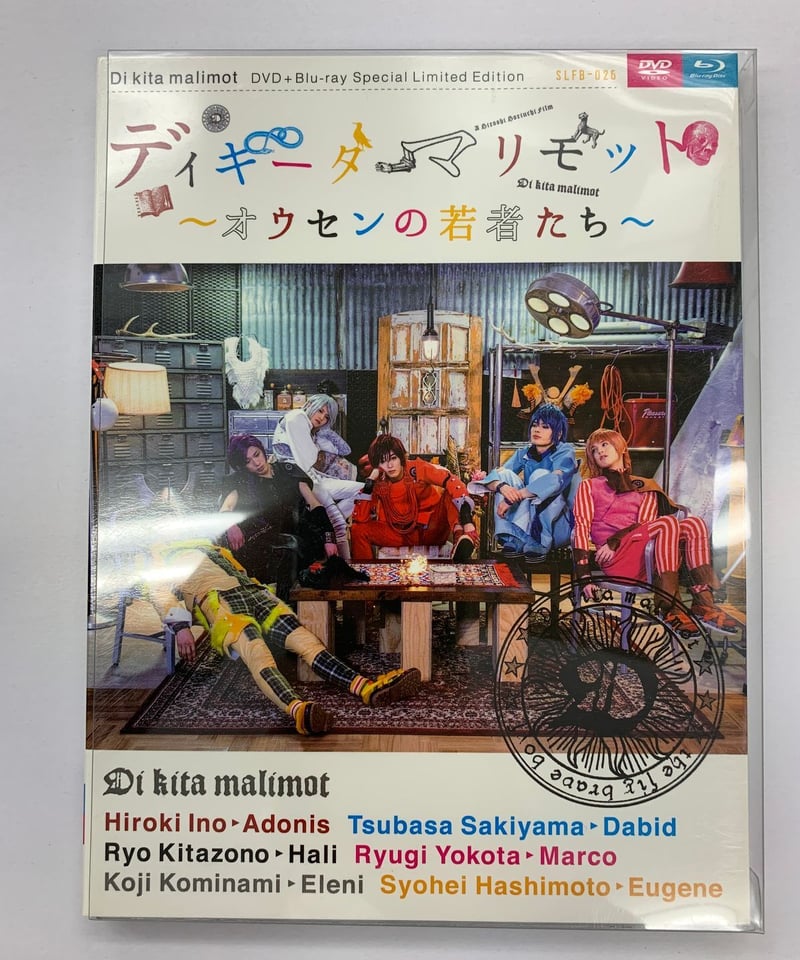 Di kita malimot DVD+Blu-ray Special Limited Edition SLFB-026
DVD VIDEO Blu-ray Disc
A Hiroshi Horiuchi Film
ディキータマリモット
Di kita malimot
～オウセンの若者たち～
Di kita malimot
Hiroki Ino▸Adonis Tsubasa Sakiyama▸Dabid
Ryo Kitazono▸Hali Ryugi Yokota▸Marco
Koji Kominami▸Eleni Syohei Hashimoto▸Eugene